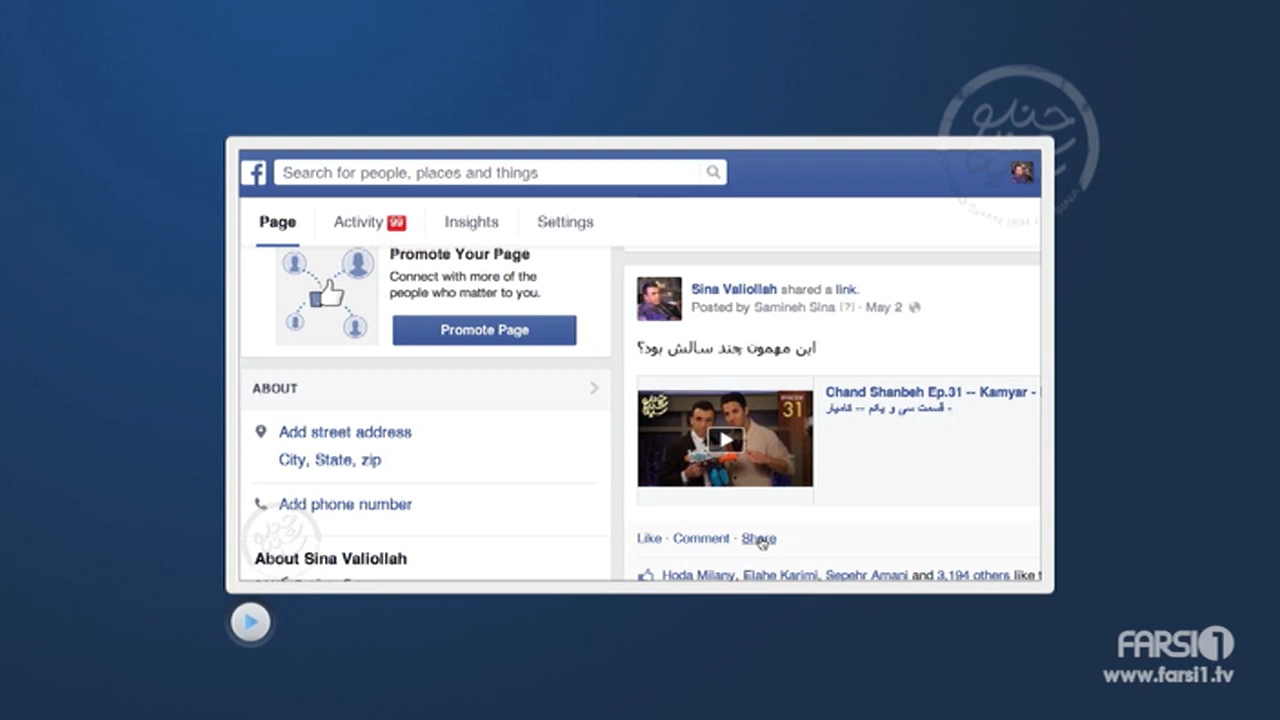 Search for people, places and things
Page Activity 99 Insights Settings
Promote Your Page
Connect with more of the
people who matter to you.
Promote Page
ABOUT
Add street address
City, State, zip
Add phone number
About Sina Valiollah
Sina Valiollah shared a link.
Posted by Samineh Sina [?] · May 2
این مهمون چند سالش بود؟
EPISODE
31
Chand Shanbeh Ep.31 -- Kamyar -
- قسمت سی و یکم -- کامیار
Like · Comment · Share
Hoda Milany, Elahe Karimi, Sepehr Amani and 3,194 others like
FARSI1
www.farsi1.tv